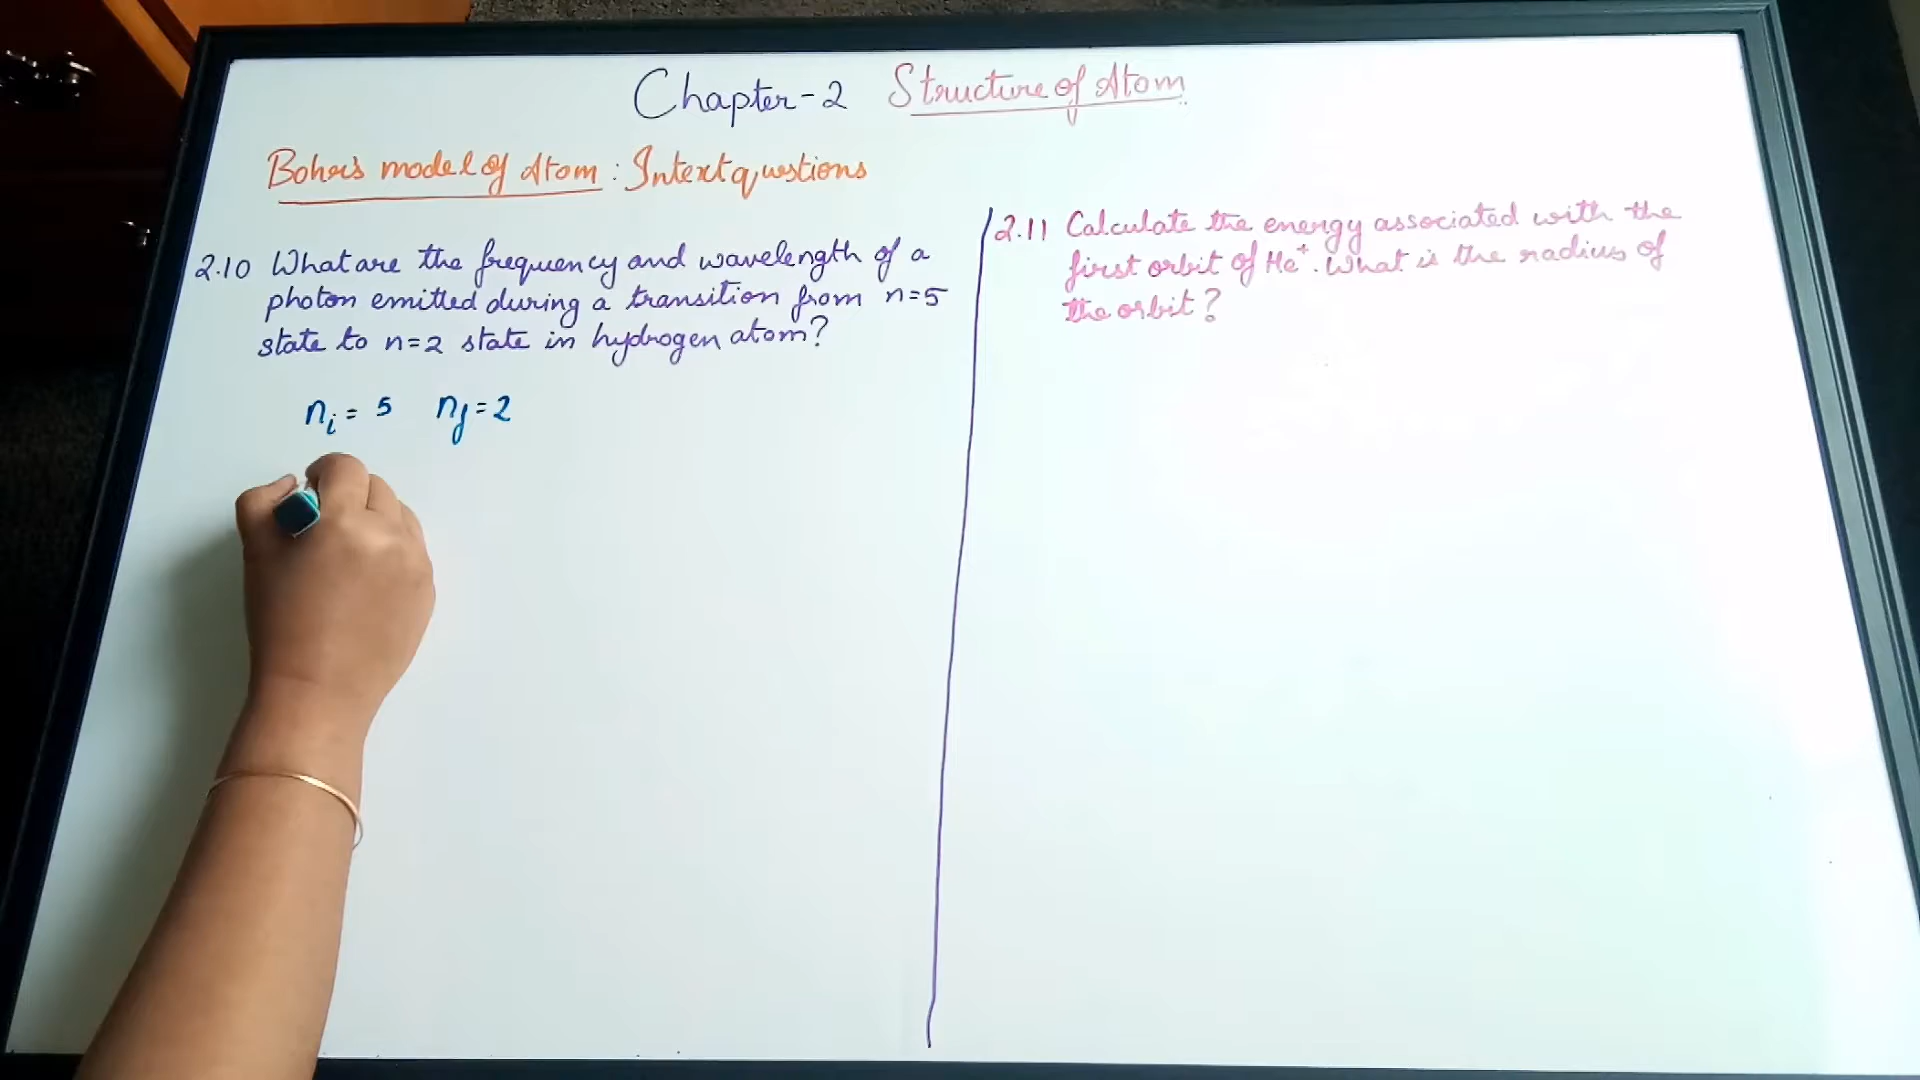 Chapter-2 Structure of Atom
Bohr's model of Atom : Intext questions
2.10 What are the frequency and wavelength of a
photon emitted during a transition from n=5
state to n=2 state in hydrogen atom?
nᵢ = 5 n_f = 2
2.11 Calculate the energy associated with the
first orbit of He⁺. What is the radius of
the orbit?